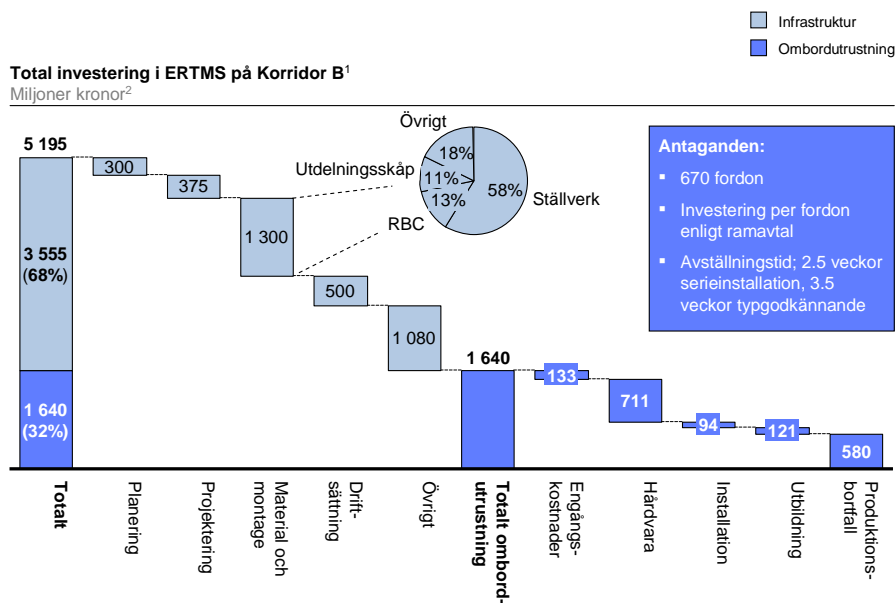 Infrastruktur
Ombordutrustning
Total investering i ERTMS på Korridor B¹
Miljoner kronor²
5 195
3 555
(68%)
1 640
(32%)
300
375
1 300
500
1 080
1 640
133
711
94
121
580
Övrigt
18%
Utdelningsskåp
11%
13%
RBC
58%
Ställverk
Antaganden:
▪ 670 fordon
▪ Investering per fordon
enligt ramavtal
▪ Avställningstid; 2.5 veckor
serieinstallation, 3.5
veckor typgodkännande
Totalt
Planering
Projektering
Material och
montage
Drift-
sättning
Övrigt
Totalt ombord-
utrustning
Engångs-
kostnader
Hårdvara
Installation
Utbildning
Produktions-
bortfall